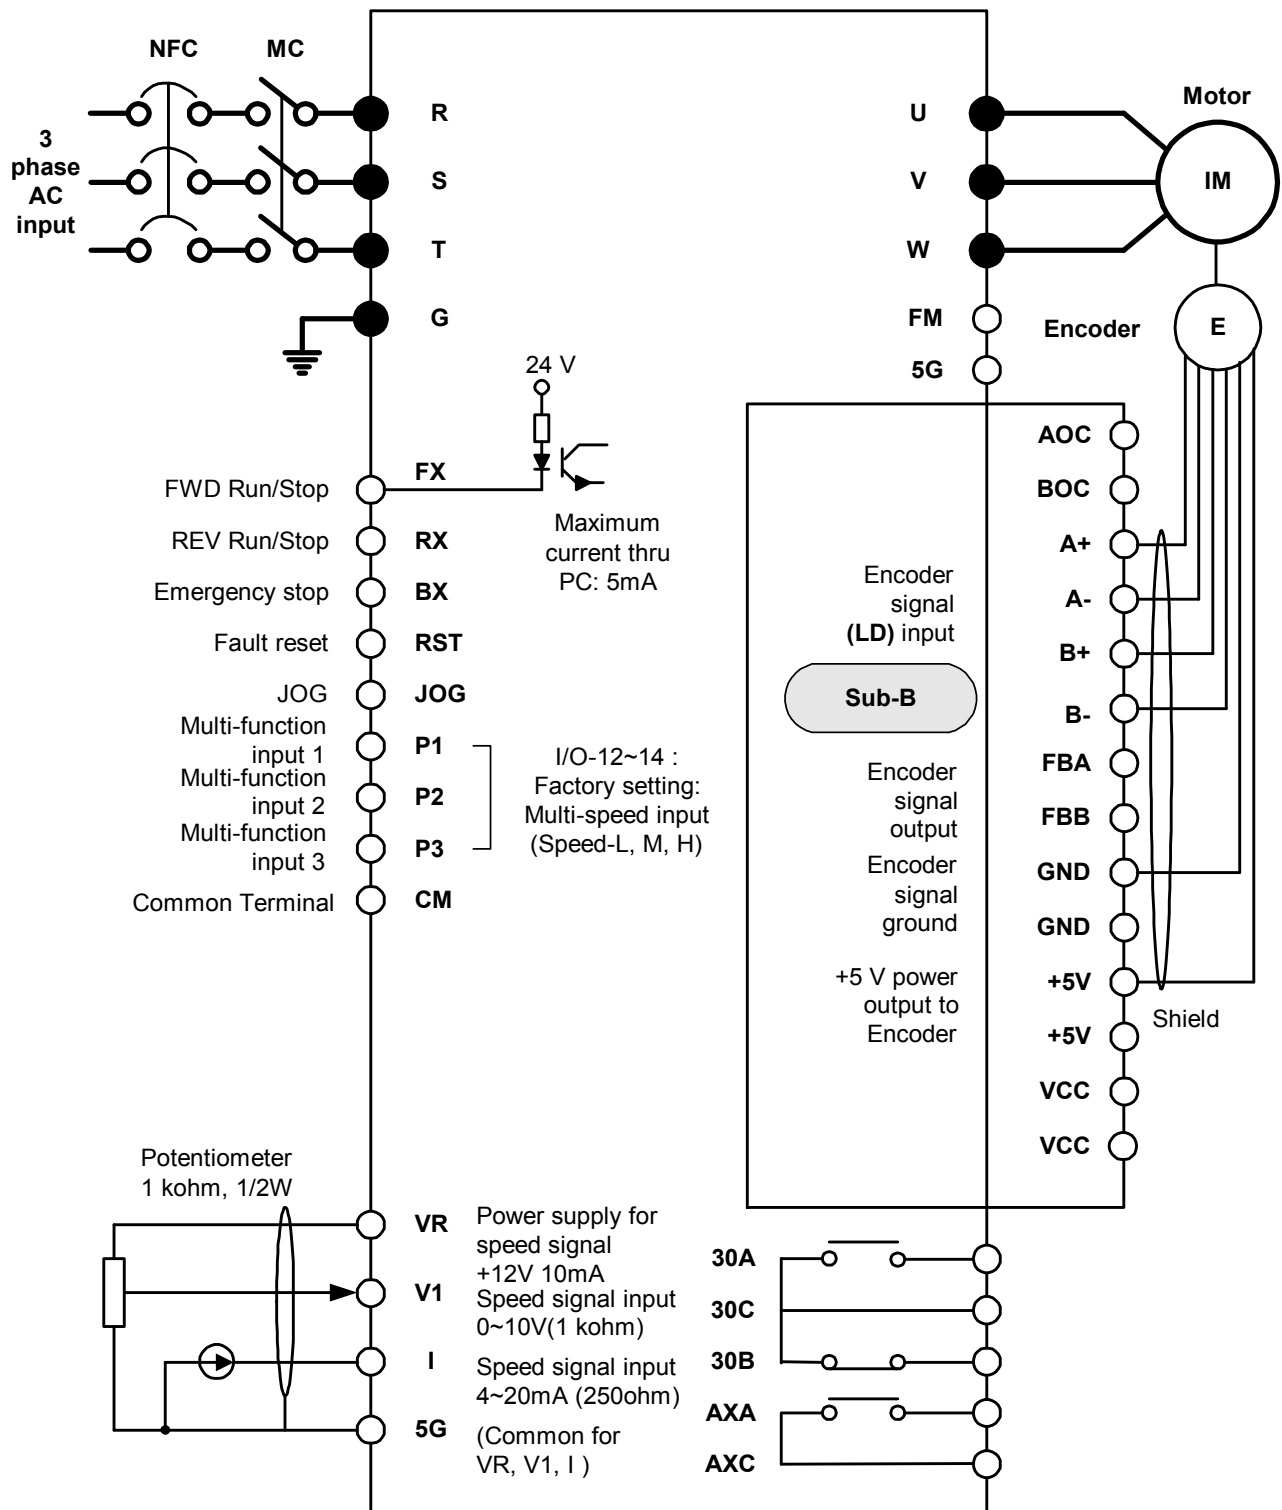 NFC
MC
3
phase
AC
input
R
S
T
G
U
V
W
FM
5G
Motor
IM
Encoder
E
24 V
FX
FWD Run/Stop
REV Run/Stop
RX
Emergency stop
BX
Fault reset
RST
JOG
JOG
Multi-function
input 1
P1
Multi-function
input 2
P2
Multi-function
input 3
P3
Common Terminal
CM
Maximum
current thru
PC: 5mA
I/O-12~14 :
Factory setting:
Multi-speed input
(Speed-L, M, H)
Encoder
signal
(LD) input
Sub-B
Encoder
signal
output
Encoder
signal
ground
+5 V power
output to
Encoder
AOC
BOC
A+
A-
B+
B-
FBA
FBB
GND
GND
+5V
+5V
VCC
VCC
Shield
Potentiometer
1 kohm, 1/2W
VR
Power supply for
speed signal
+12V 10mA
V1
Speed signal input
0~10V(1 kohm)
I
Speed signal input
4~20mA (250ohm)
5G
(Common for
VR, V1, I )
30A
30C
30B
AXA
AXC